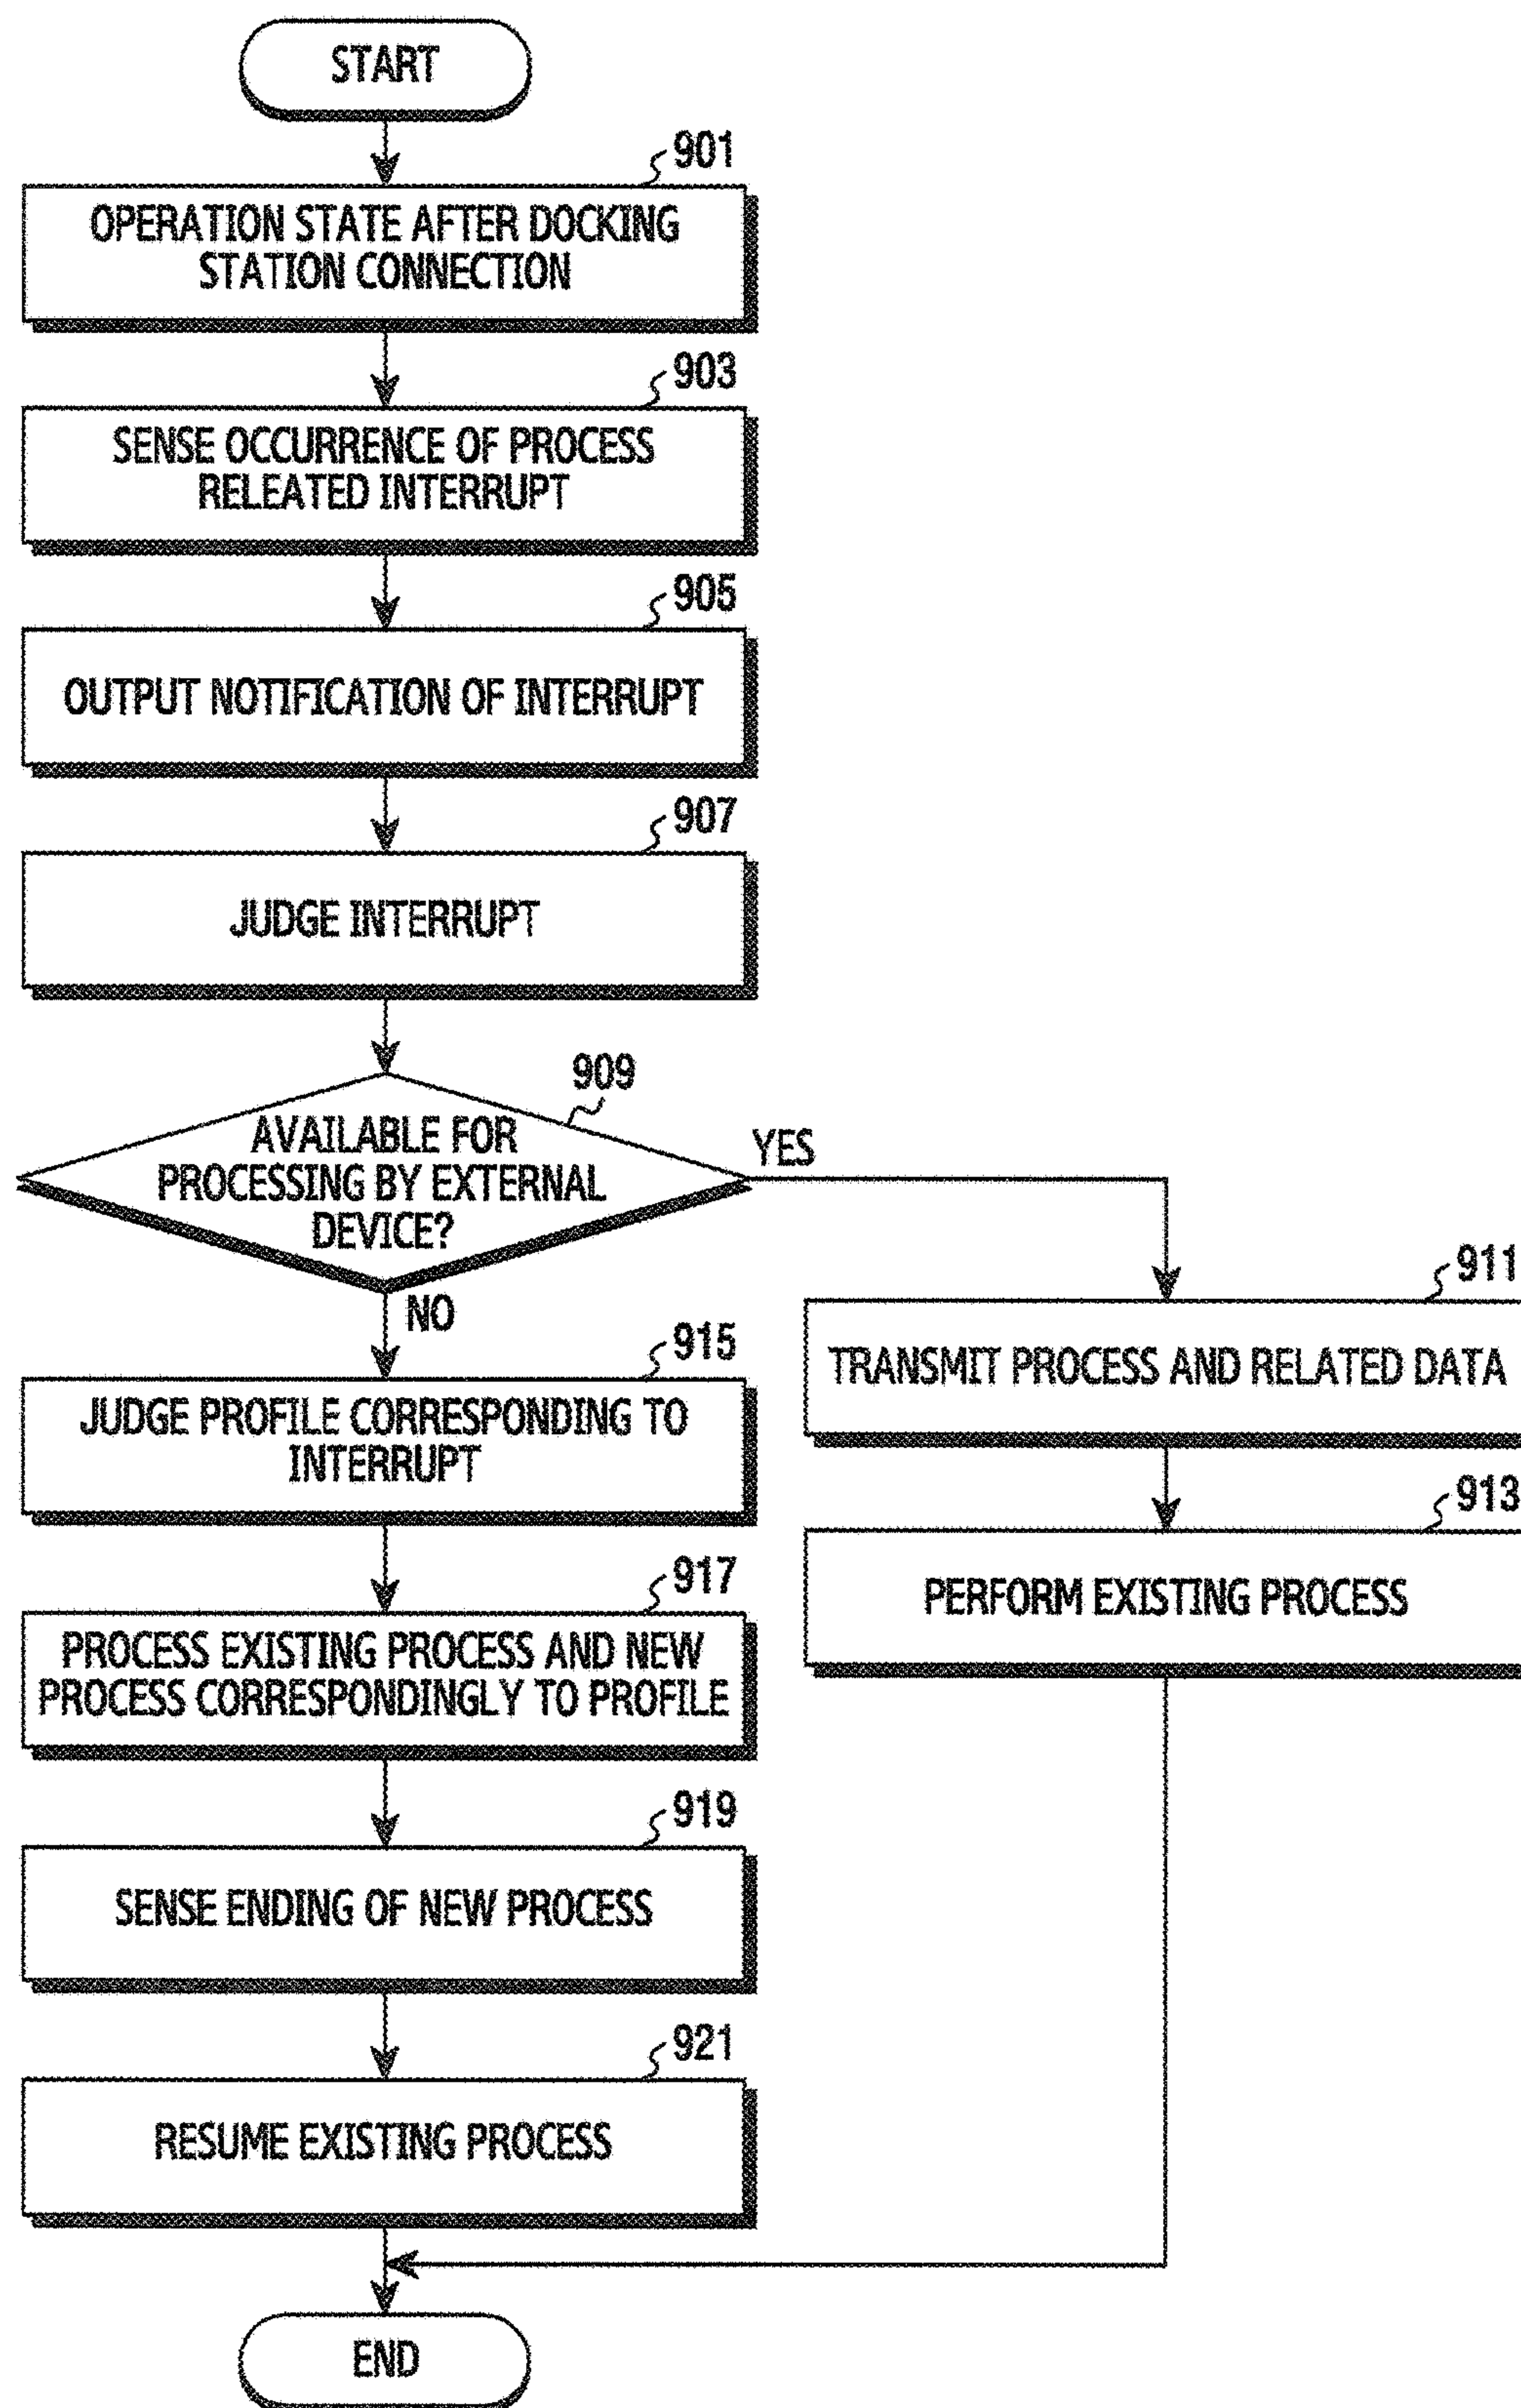 START
901
OPERATION STATE AFTER DOCKING
STATION CONNECTION
903
SENSE OCCURRENCE OF PROCESS
RELEATED INTERRUPT
905
OUTPUT NOTIFICATION OF INTERRUPT
907
JUDGE INTERRUPT
909
AVAILABLE FOR
PROCESSING BY EXTERNAL
DEVICE?
YES
NO
911
TRANSMIT PROCESS AND RELATED DATA
913
PERFORM EXISTING PROCESS
915
JUDGE PROFILE CORRESPONDING TO
INTERRUPT
917
PROCESS EXISTING PROCESS AND NEW
PROCESS CORRESPONDINGLY TO PROFILE
919
SENSE ENDING OF NEW PROCESS
921
RESUME EXISTING PROCESS
END